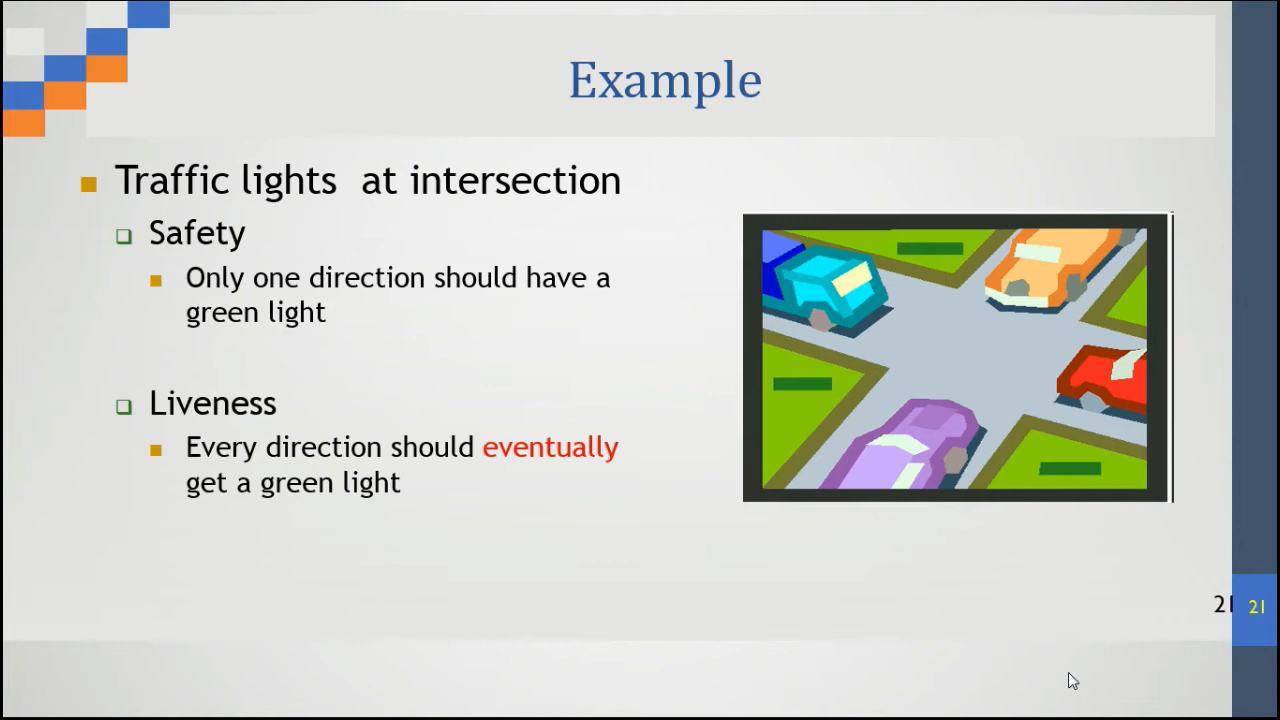 Example
Traffic lights at intersection
Safety
Only one direction should have a
green light
Liveness
Every direction should eventually
get a green light
21
21